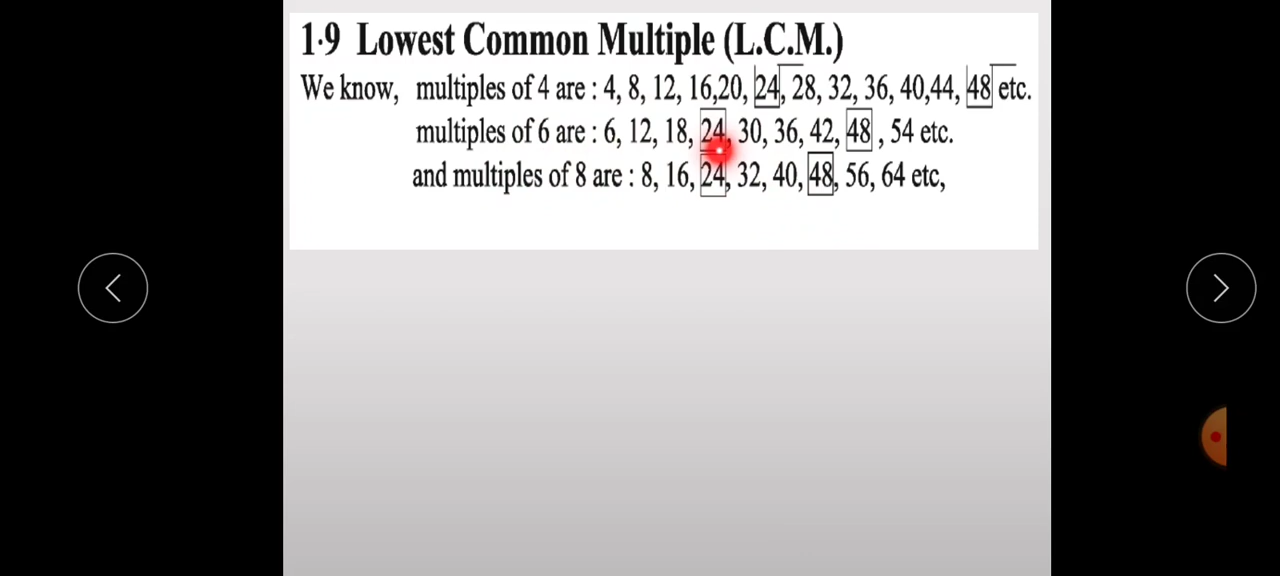 1·9 Lowest Common Multiple (L.C.M.)
We know, multiples of 4 are : 4, 8, 12, 16,20, 24, 28, 32, 36, 40,44, 48 etc.
multiples of 6 are : 6, 12, 18, 24, 30, 36, 42, 48 , 54 etc.
and multiples of 8 are : 8, 16, 24, 32, 40, 48, 56, 64 etc,